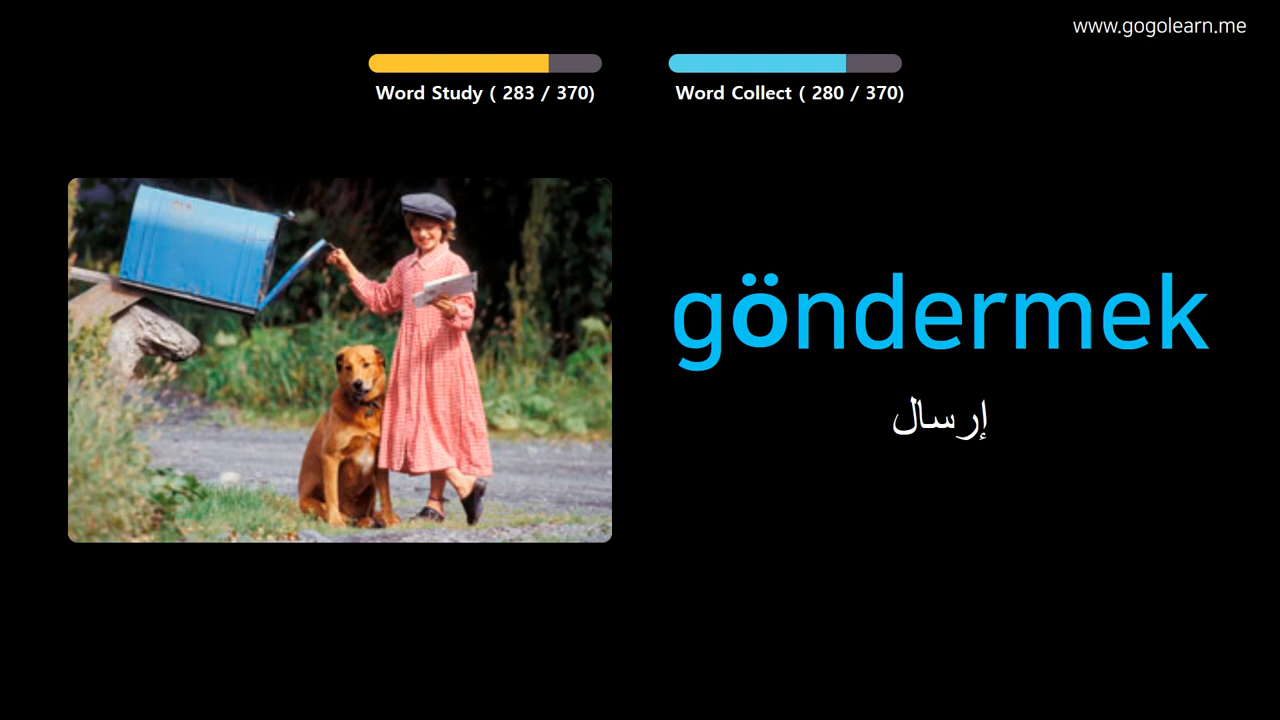 www.gogolearn.me
Word Study ( 283 / 370)
Word Collect ( 280 / 370)
göndermek
إرسال